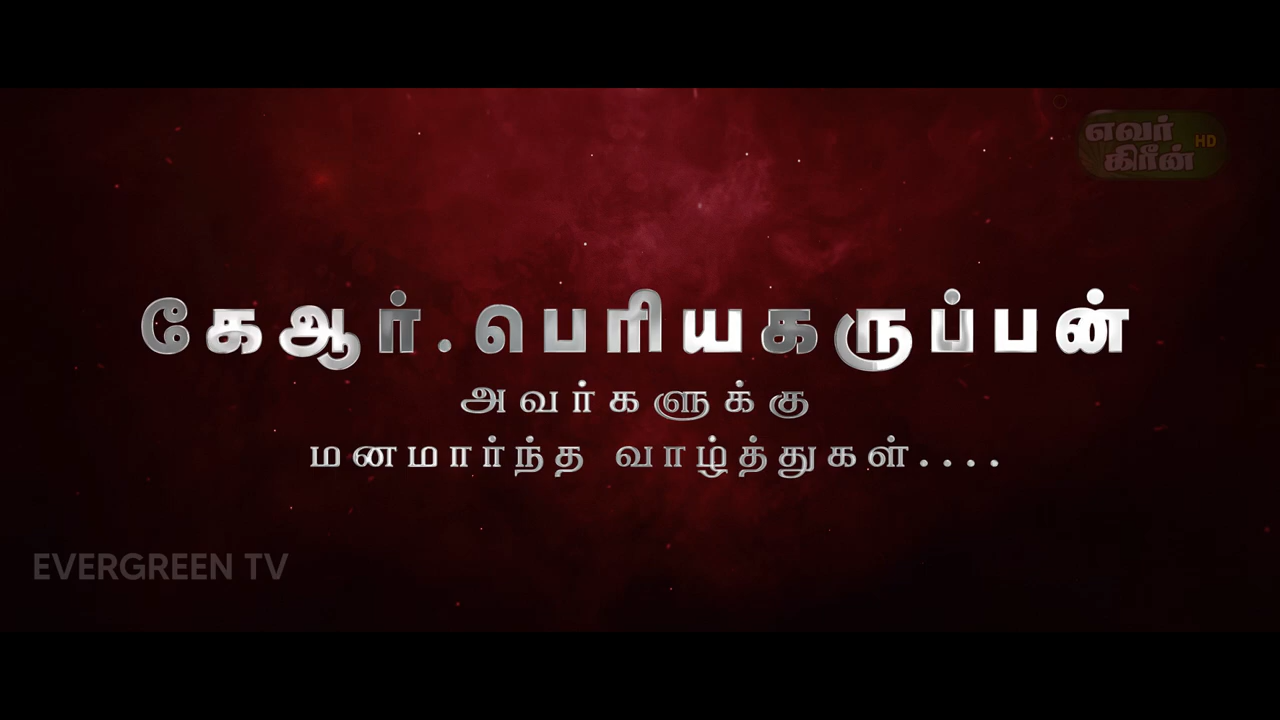 எவர்
கிரீன் HD
கேஆர்.பெரியகருப்பன்
அவர்களுக்கு
மனமார்ந்த வாழ்த்துகள்....
EVERGREEN TV